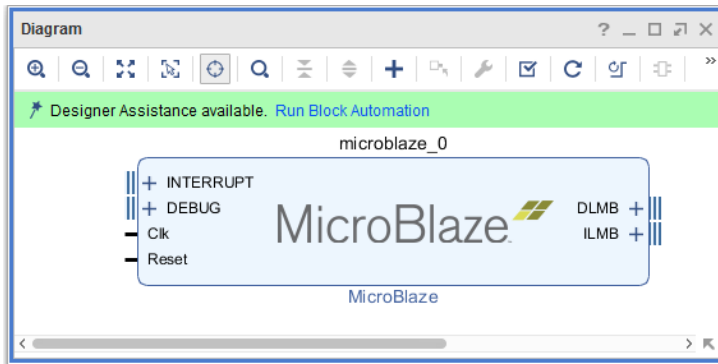 Diagram
Designer Assistance available. Run Block Automation
microblaze_0
INTERRUPT
DEBUG
Clk
Reset
MicroBlaze
DLMB
ILMB
MicroBlaze